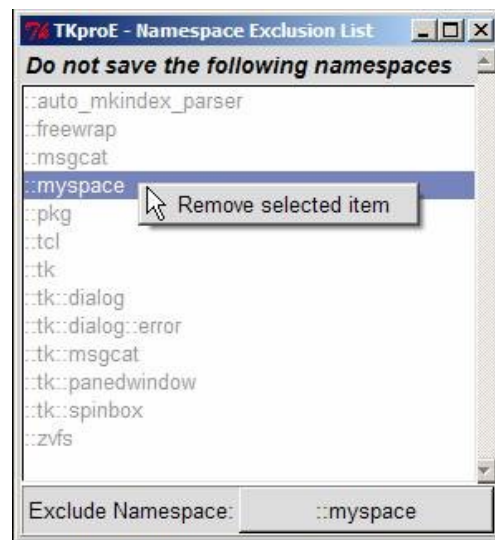 TKproE - Namespace Exclusion List
Do not save the following namespaces
::auto_mkindex_parser
::freewrap
::msgcat
::myspace
Remove selected item
::pkg
::tcl
::tk
::tk::dialog
::tk::dialog::error
::tk::msgcat
::tk::panedwindow
::tk::spinbox
::zvfs
Exclude Namespace: ::myspace